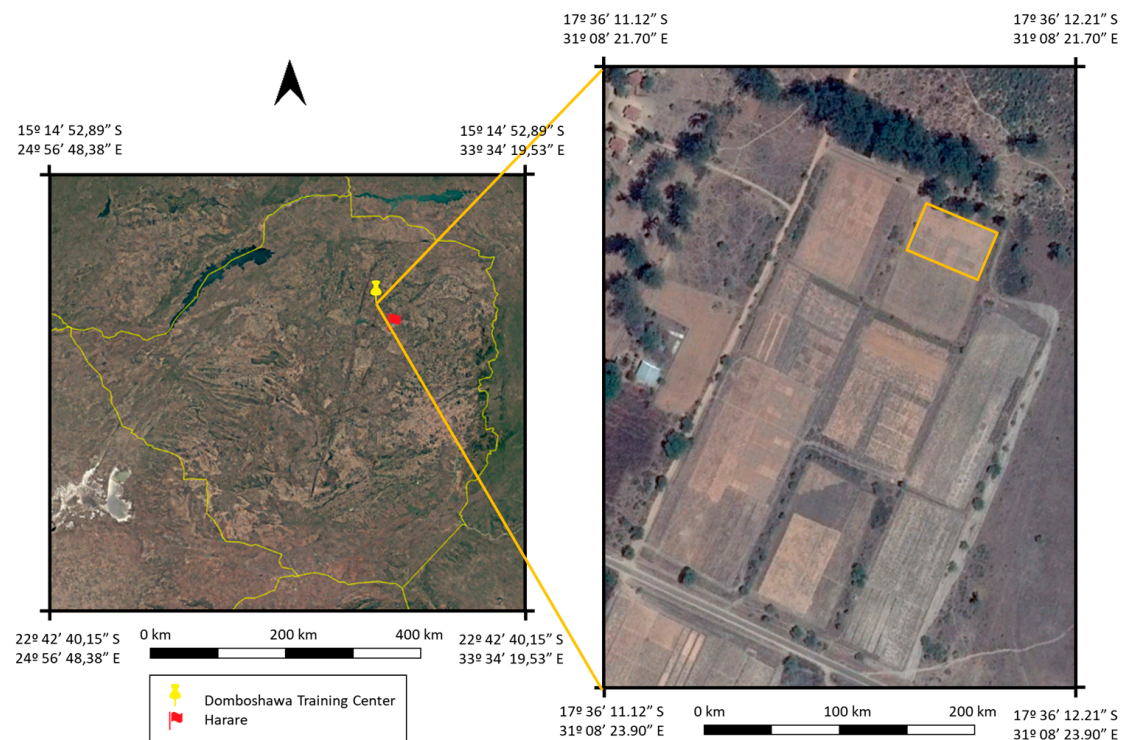 17º 36’ 11.12” S
31º 08’ 21.70” E
17º 36’ 12.21” S
31º 08’ 21.70” E
15º 14’ 52,89” S
24º 56’ 48,38” E
15º 14’ 52,89” S
33º 34’ 19,53” E
22º 42’ 40,15” S
24º 56’ 48,38” E
0 km
200 km
400 km
22º 42’ 40,15” S
33º 34’ 19,53” E
Domboshawa Training Center
Harare
17º 36’ 11.12” S
31º 08’ 23.90” E
0 km
100 km
200 km
17º 36’ 12.21” S
31º 08’ 23.90” E